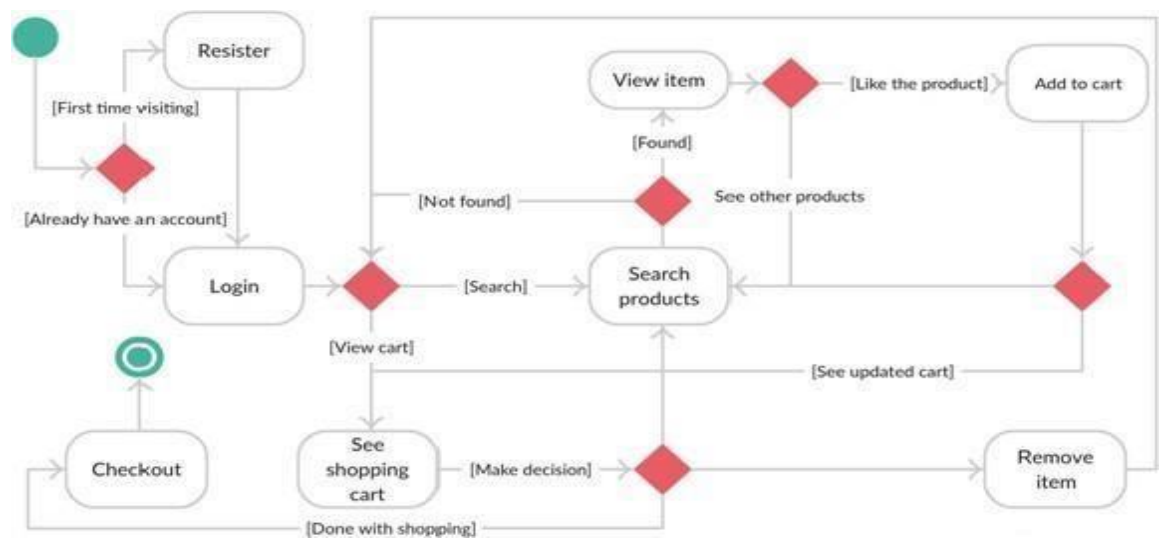 Resister
View item
[Like the product]
Add to cart
[First time visiting]
[Found]
[Not found]
See other products
[Already have an account]
Login
[Search]
Search
products
[View cart]
[See updated cart]
Checkout
See
shopping
cart
[Make decision]
Remove
item
[Done with shopping]